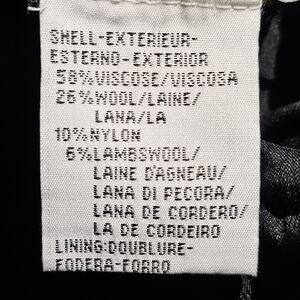 SHELL-EXTERIEUR-
ESTERNO-EXTERIOR
58%VISCOSE/VISCOSA
26%WOOL/LAINE/
LANA/LA
10%NYLON
6%LAMBSWOOL/
LAINE D'AGNEAU/
LANA DI PECORA/
LANA DE CORDERO/
LA DE CORDEIRO
LINING:DOUBLURE-
FODERA-FORRO